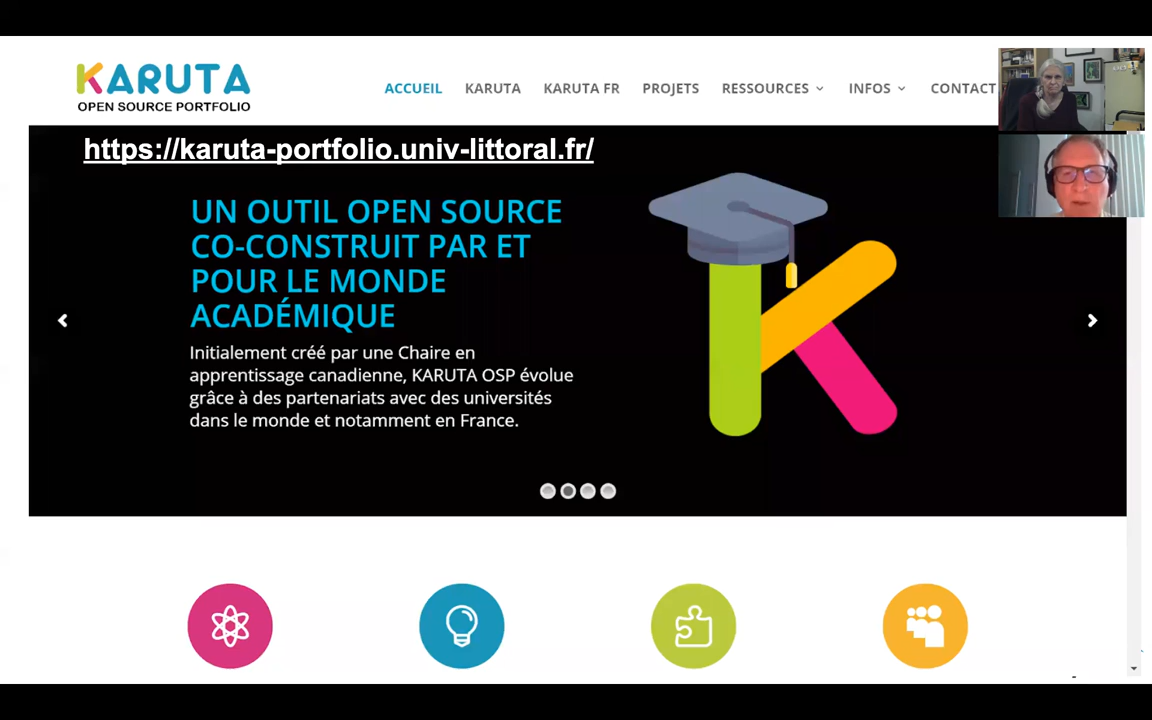 KARUTA
OPEN SOURCE PORTFOLIO
ACCUEIL KARUTA KARUTA FR PROJETS RESSOURCES INFOS CONTACT
https://karuta-portfolio.univ-littoral.fr/
UN OUTIL OPEN SOURCE
CO-CONSTRUIT PAR ET
POUR LE MONDE
ACADÉMIQUE
Initialement créé par une Chaire en
apprentissage canadienne, KARUTA OSP évolue
grâce à des partenariats avec des universités
dans le monde et notamment en France.